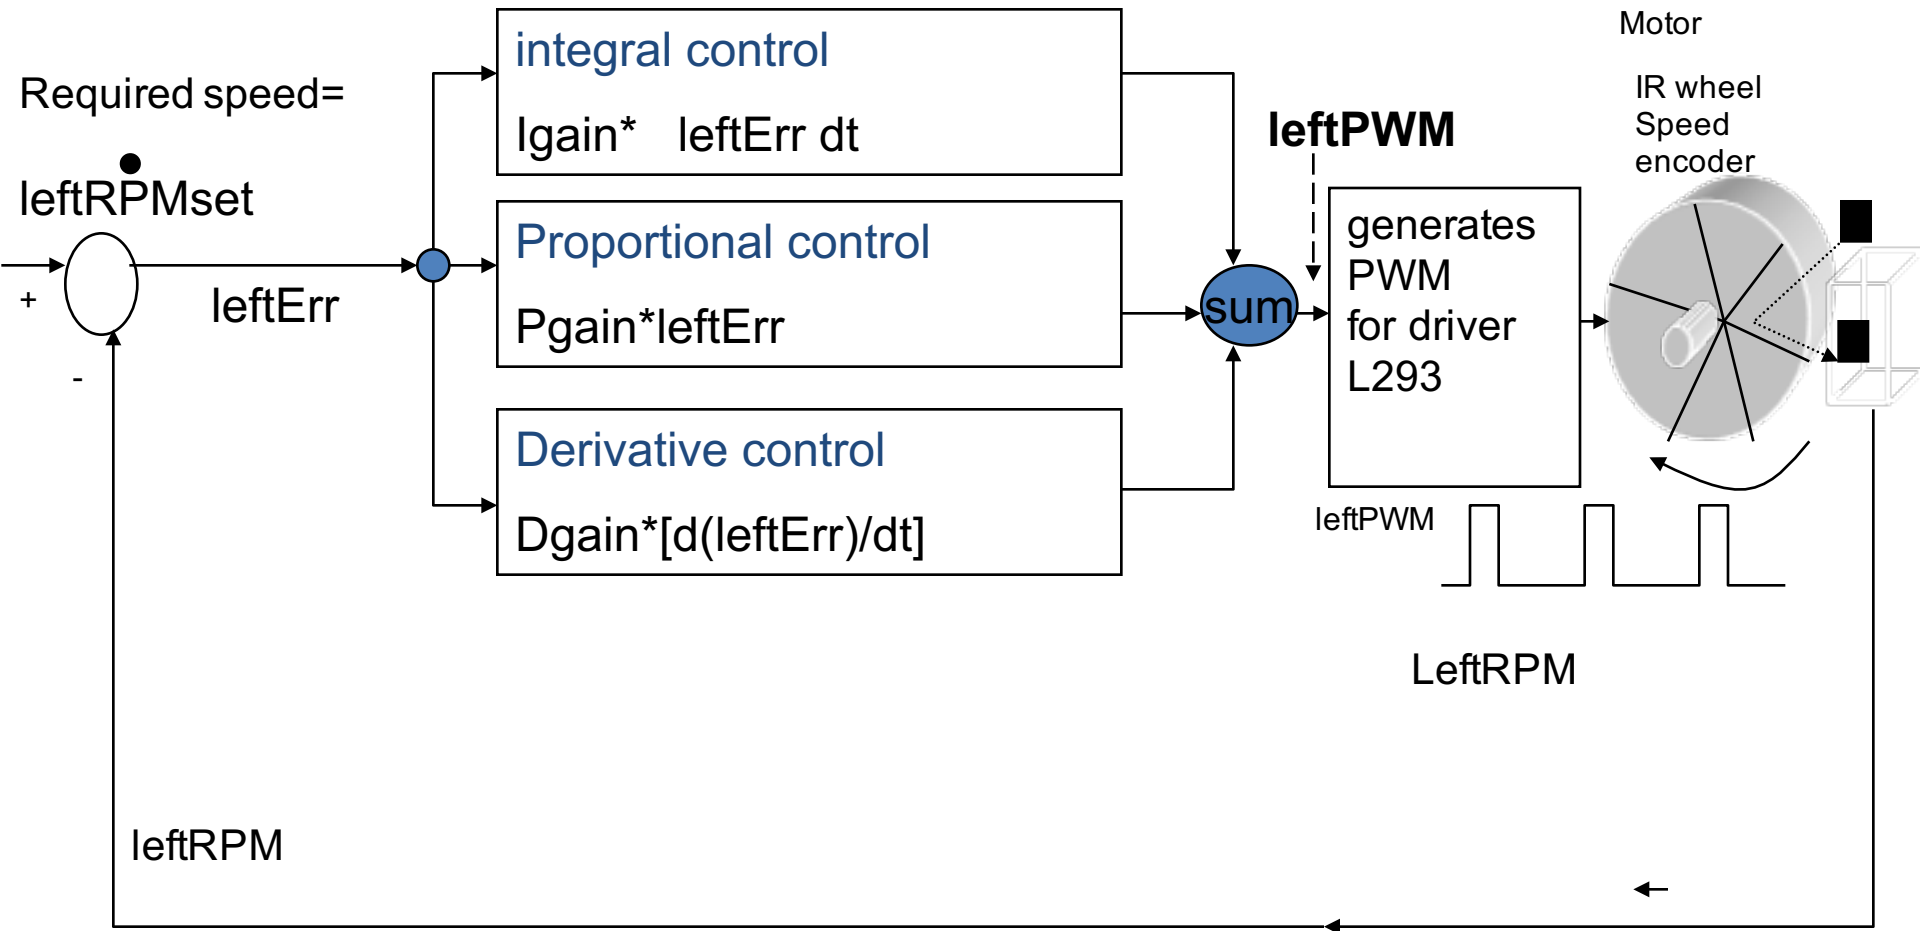 Required speed=
leftRPMset
+
-
leftErr
integral control
Igain* leftErr dt
Proportional control
Pgain*leftErr
Derivative control
Dgain*[d(leftErr)/dt]
sum
leftPWM
generates
PWM
for driver
L293
Motor
IR wheel
Speed
encoder
leftPWM
LeftRPM
leftRPM